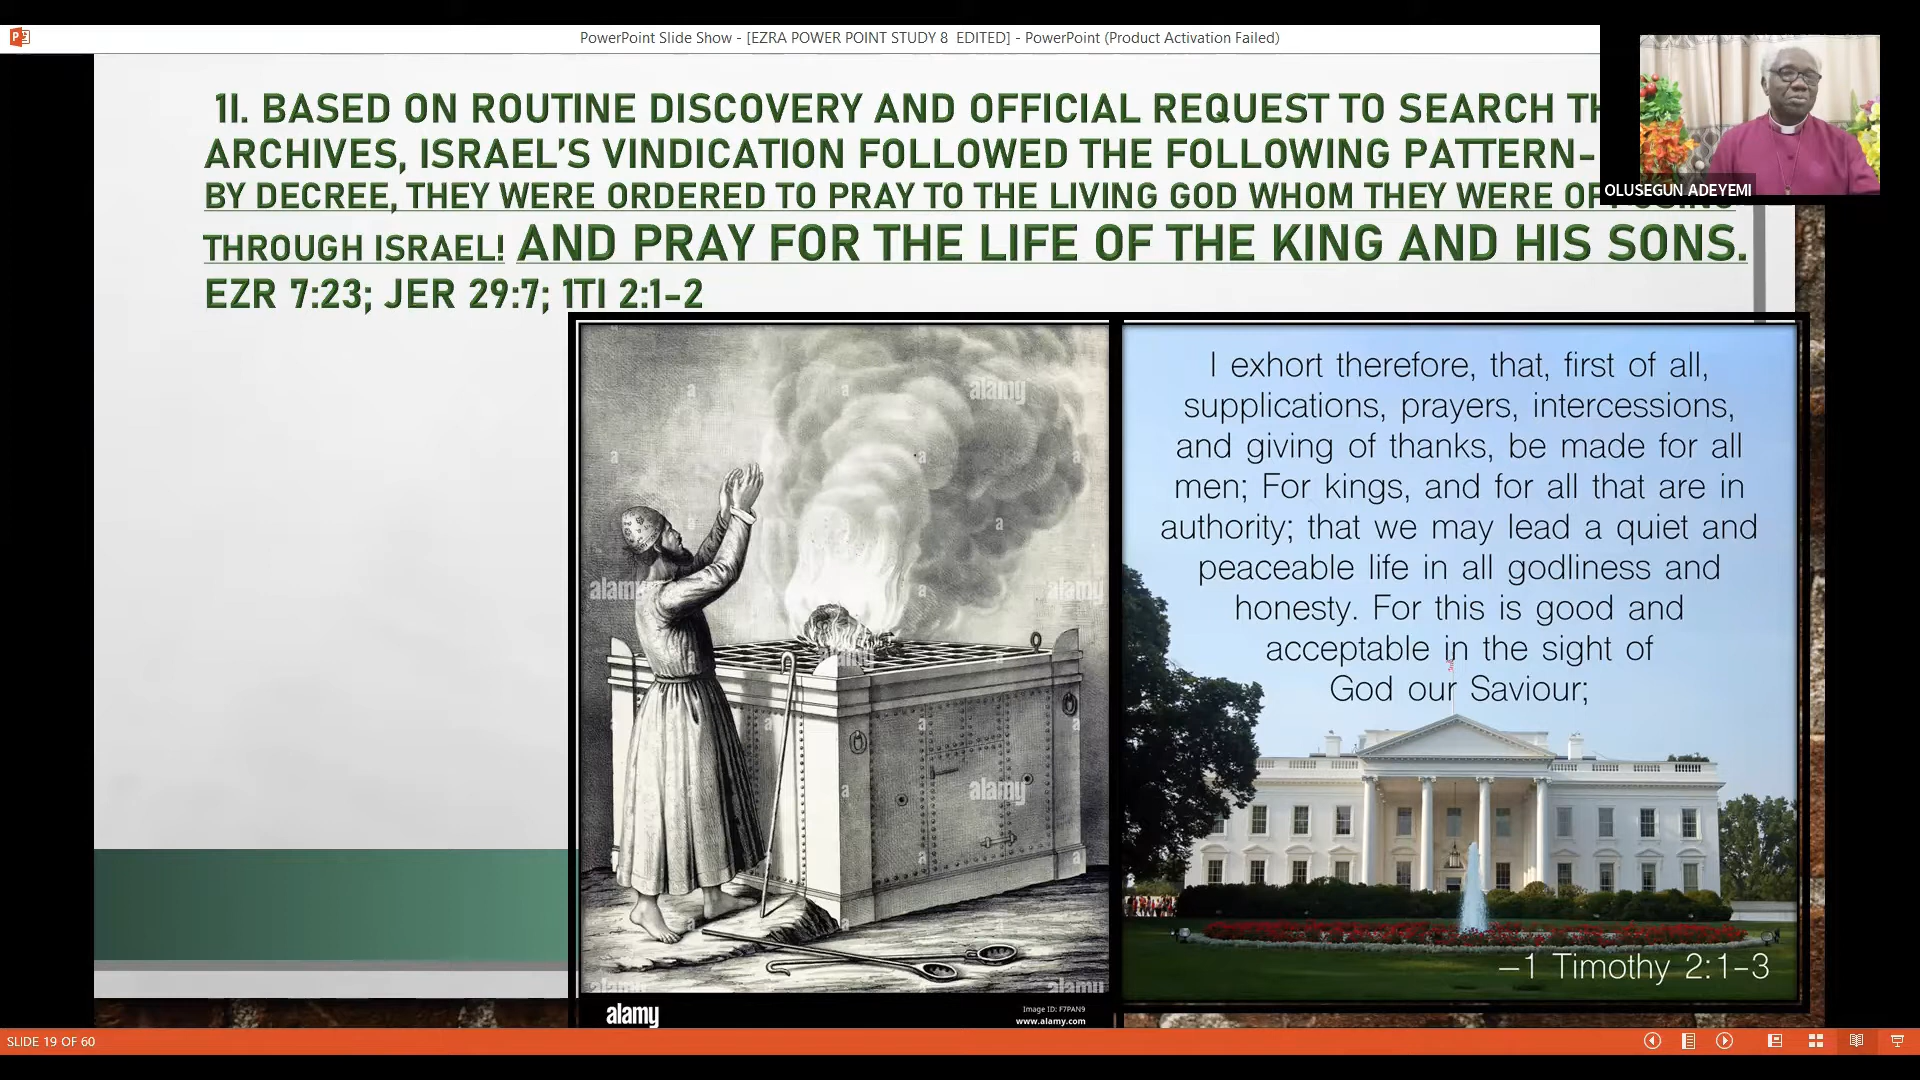 PowerPoint Slide Show - [EZRA POWER POINT STUDY 8 EDITED] - PowerPoint (Product Activation Failed)
1I. BASED ON ROUTINE DISCOVERY AND OFFICIAL REQUEST TO SEARCH
ARCHIVES, ISRAEL'S VINDICATION FOLLOWED THE FOLLOWING PATTERN-
BY DECREE, THEY WERE ORDERED TO PRAY TO THE LIVING GOD WHOM THEY WERE
THROUGH ISRAEL! AND PRAY FOR THE LIFE OF THE KING AND HIS SONS.
EZR 7:23; JER 29:7; 1TI 2:1-2
OLUSEGUN ADEYEMI
I exhort therefore, that, first of all,
supplications, prayers, intercessions,
and giving of thanks, be made for all
men; For kings, and for all that are in
authority; that we may lead a quiet and
peaceable life in all godliness and
honesty. For this is good and
acceptable in the sight of
God our Saviour;
–1 Timothy 2:1-3
alamy
alamy
alamy
alamy
alamy
alamy
alamy
alamy
Image ID: F7PAN9
www.alamy.com
SLIDE 19 OF 60